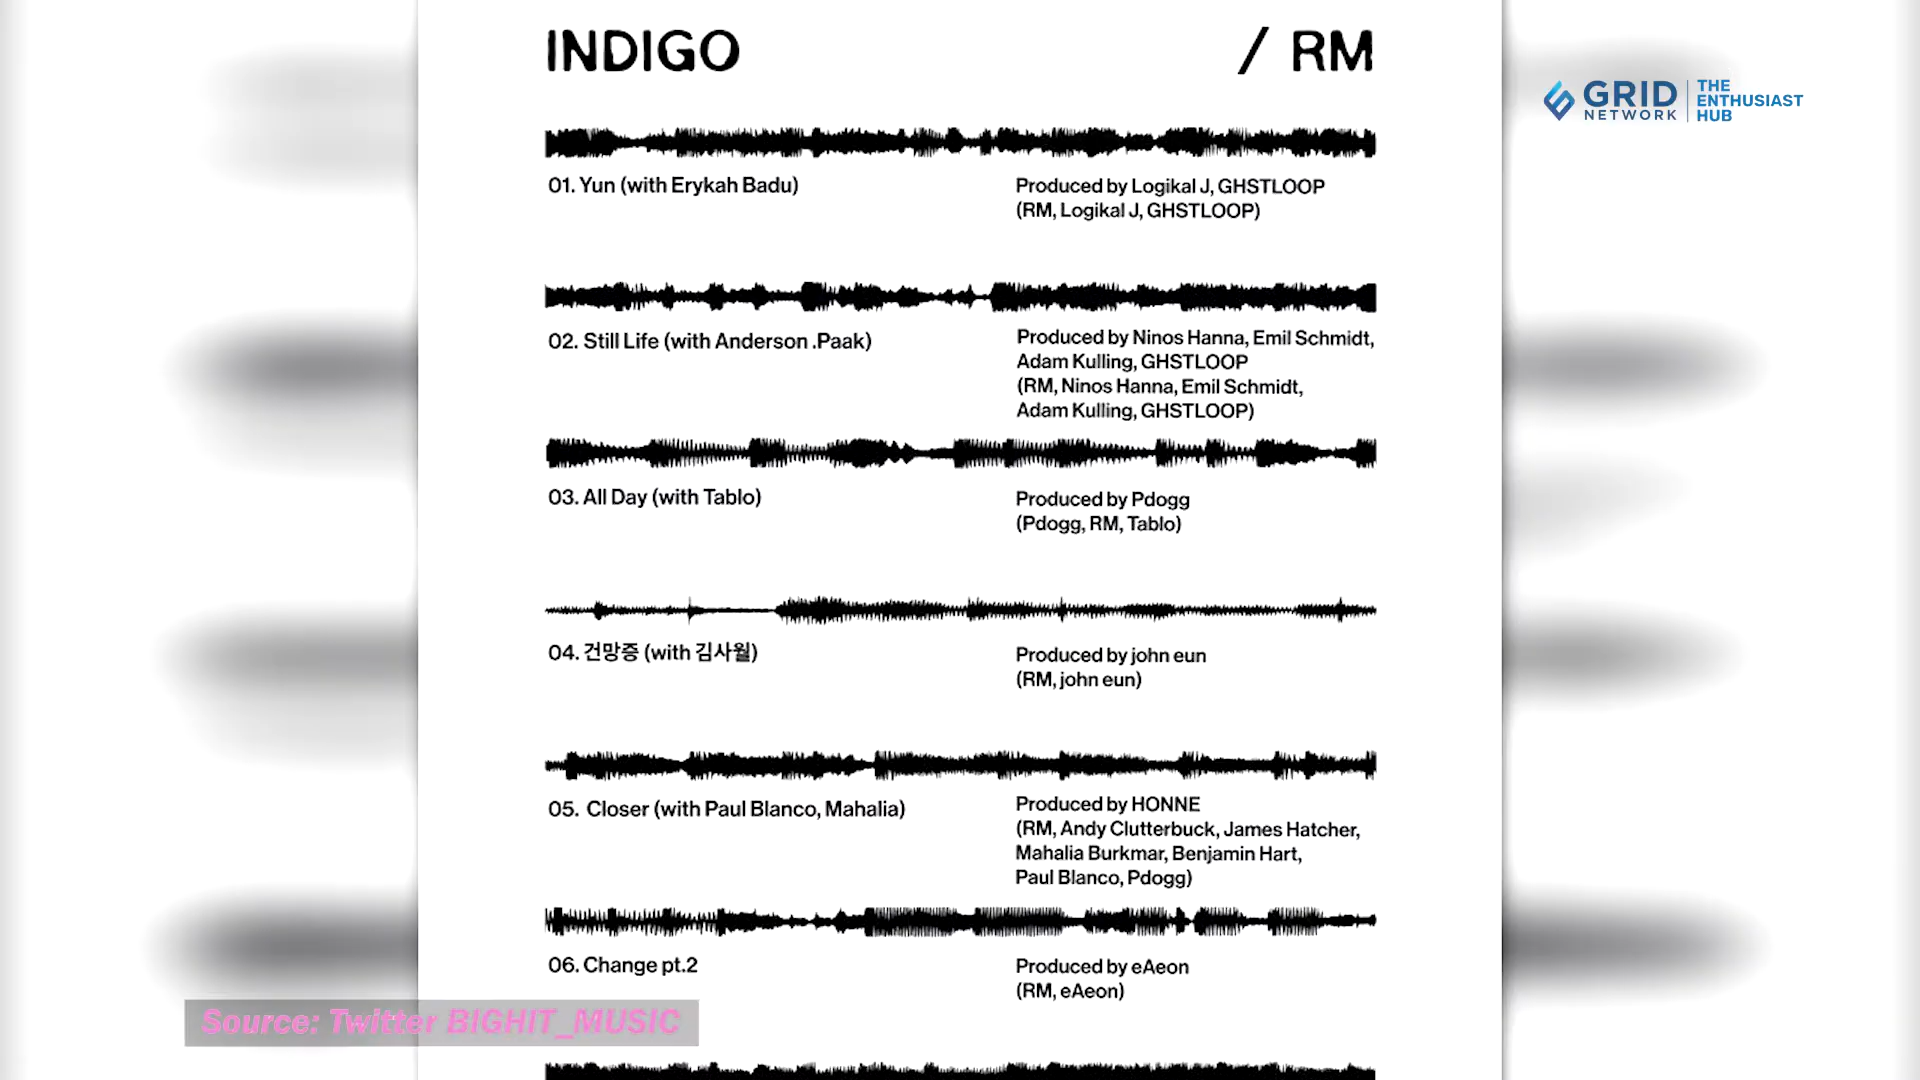 INDIGO / RM
GRID NETWORK
THE ENTHUSIAST HUB
01. Yun (with Erykah Badu)
Produced by Logikal J, GHSTLOOP
(RM, Logikal J, GHSTLOOP)
02. Still Life (with Anderson .Paak)
Produced by Ninos Hanna, Emil Schmidt,
Adam Kulling, GHSTLOOP
(RM, Ninos Hanna, Emil Schmidt,
Adam Kulling, GHSTLOOP)
03. All Day (with Tablo)
Produced by Pdogg
(Pdogg, RM, Tablo)
04. 건망증 (with 김사월)
Produced by john eun
(RM, john eun)
05. Closer (with Paul Blanco, Mahalia)
Produced by HONNE
(RM, Andy Clutterbuck, James Hatcher,
Mahalia Burkmar, Benjamin Hart,
Paul Blanco, Pdogg)
06. Change pt.2
Produced by eAeon
(RM, eAeon)
Source: Twitter BIGHIT_MUSIC